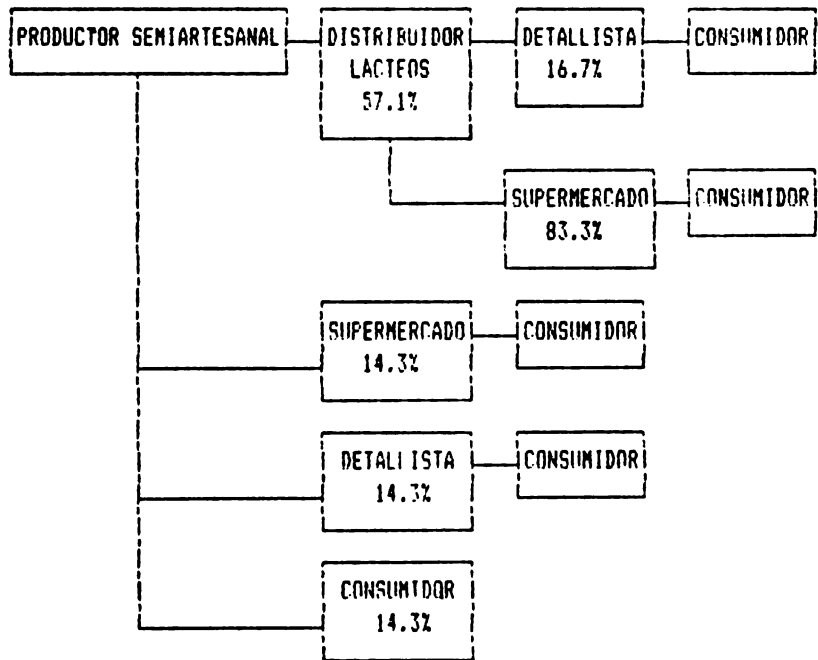 PRODUCTOR SEMIARTESANAL
DISTRIBUIDOR
LACTEOS
57.1%
DETALLISTA
16.7%
CONSUMIDOR
SUPERMERCADO
83.3%
CONSUMIDOR
SUPERMERCADO
14.3%
CONSUMIDOR
DETALLISTA
14.3%
CONSUMIDOR
CONSUMIDOR
14.3%